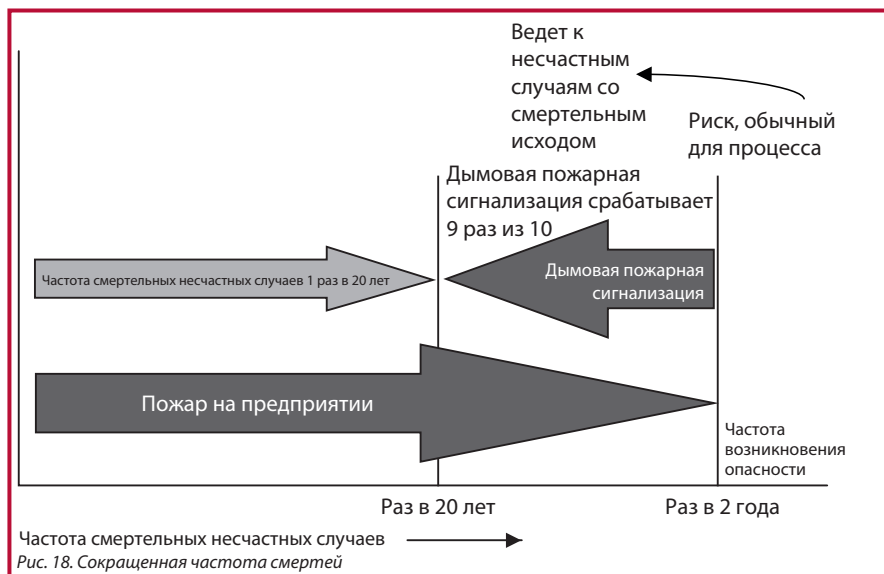 Ведет к
несчастным
случаям со
смертельным
исходом
Риск, обычный
для процесса
Дымовая пожарная
сигнализация срабатывает
9 раз из 10
Частота смертельных несчастных случаев 1 раз в 20 лет
Дымовая пожарная
сигнализация
Пожар на предприятии
Частота
возникновения
опасности
Раз в 20 лет
Раз в 2 года
Частота смертельных несчастных случаев
Рис. 18. Сокращенная частота смертей